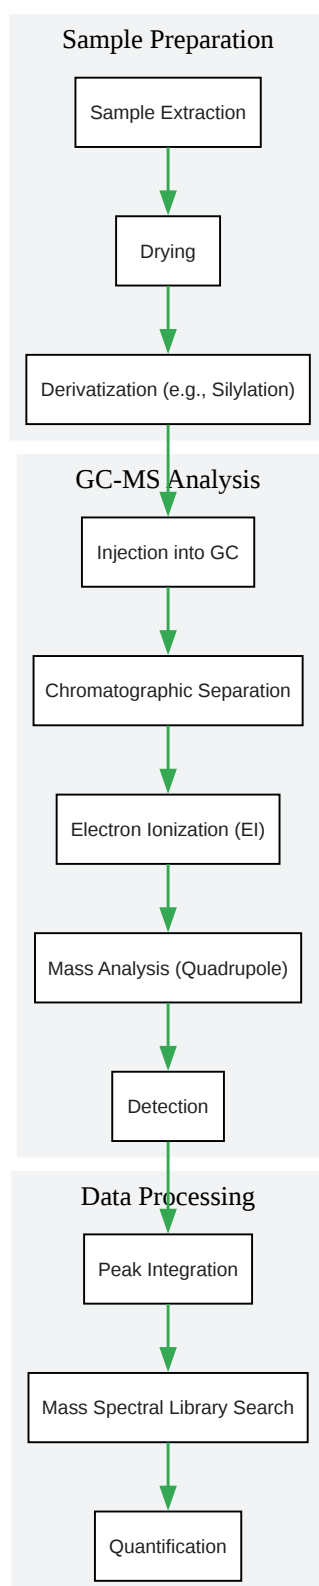 Sample Preparation
Sample Extraction
Drying
Derivatization (e.g., Silylation)
GC-MS Analysis
Injection into GC
Chromatographic Separation
Electron Ionization (EI)
Mass Analysis (Quadrupole)
Detection
Data Processing
Peak Integration
Mass Spectral Library Search
Quantification